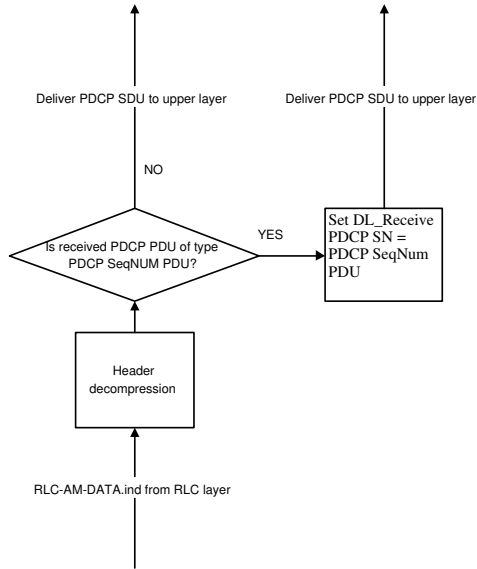 Deliver PDCP SDU to upper layer
Deliver PDCP SDU to upper layer
NO
YES
Is received PDCP PDU of type
PDCP SeqNUM PDU?
Set DL_Receive
PDCP SN =
PDCP SeqNum
PDU
Header
decompression
RLC-AM-DATA.ind from RLC layer